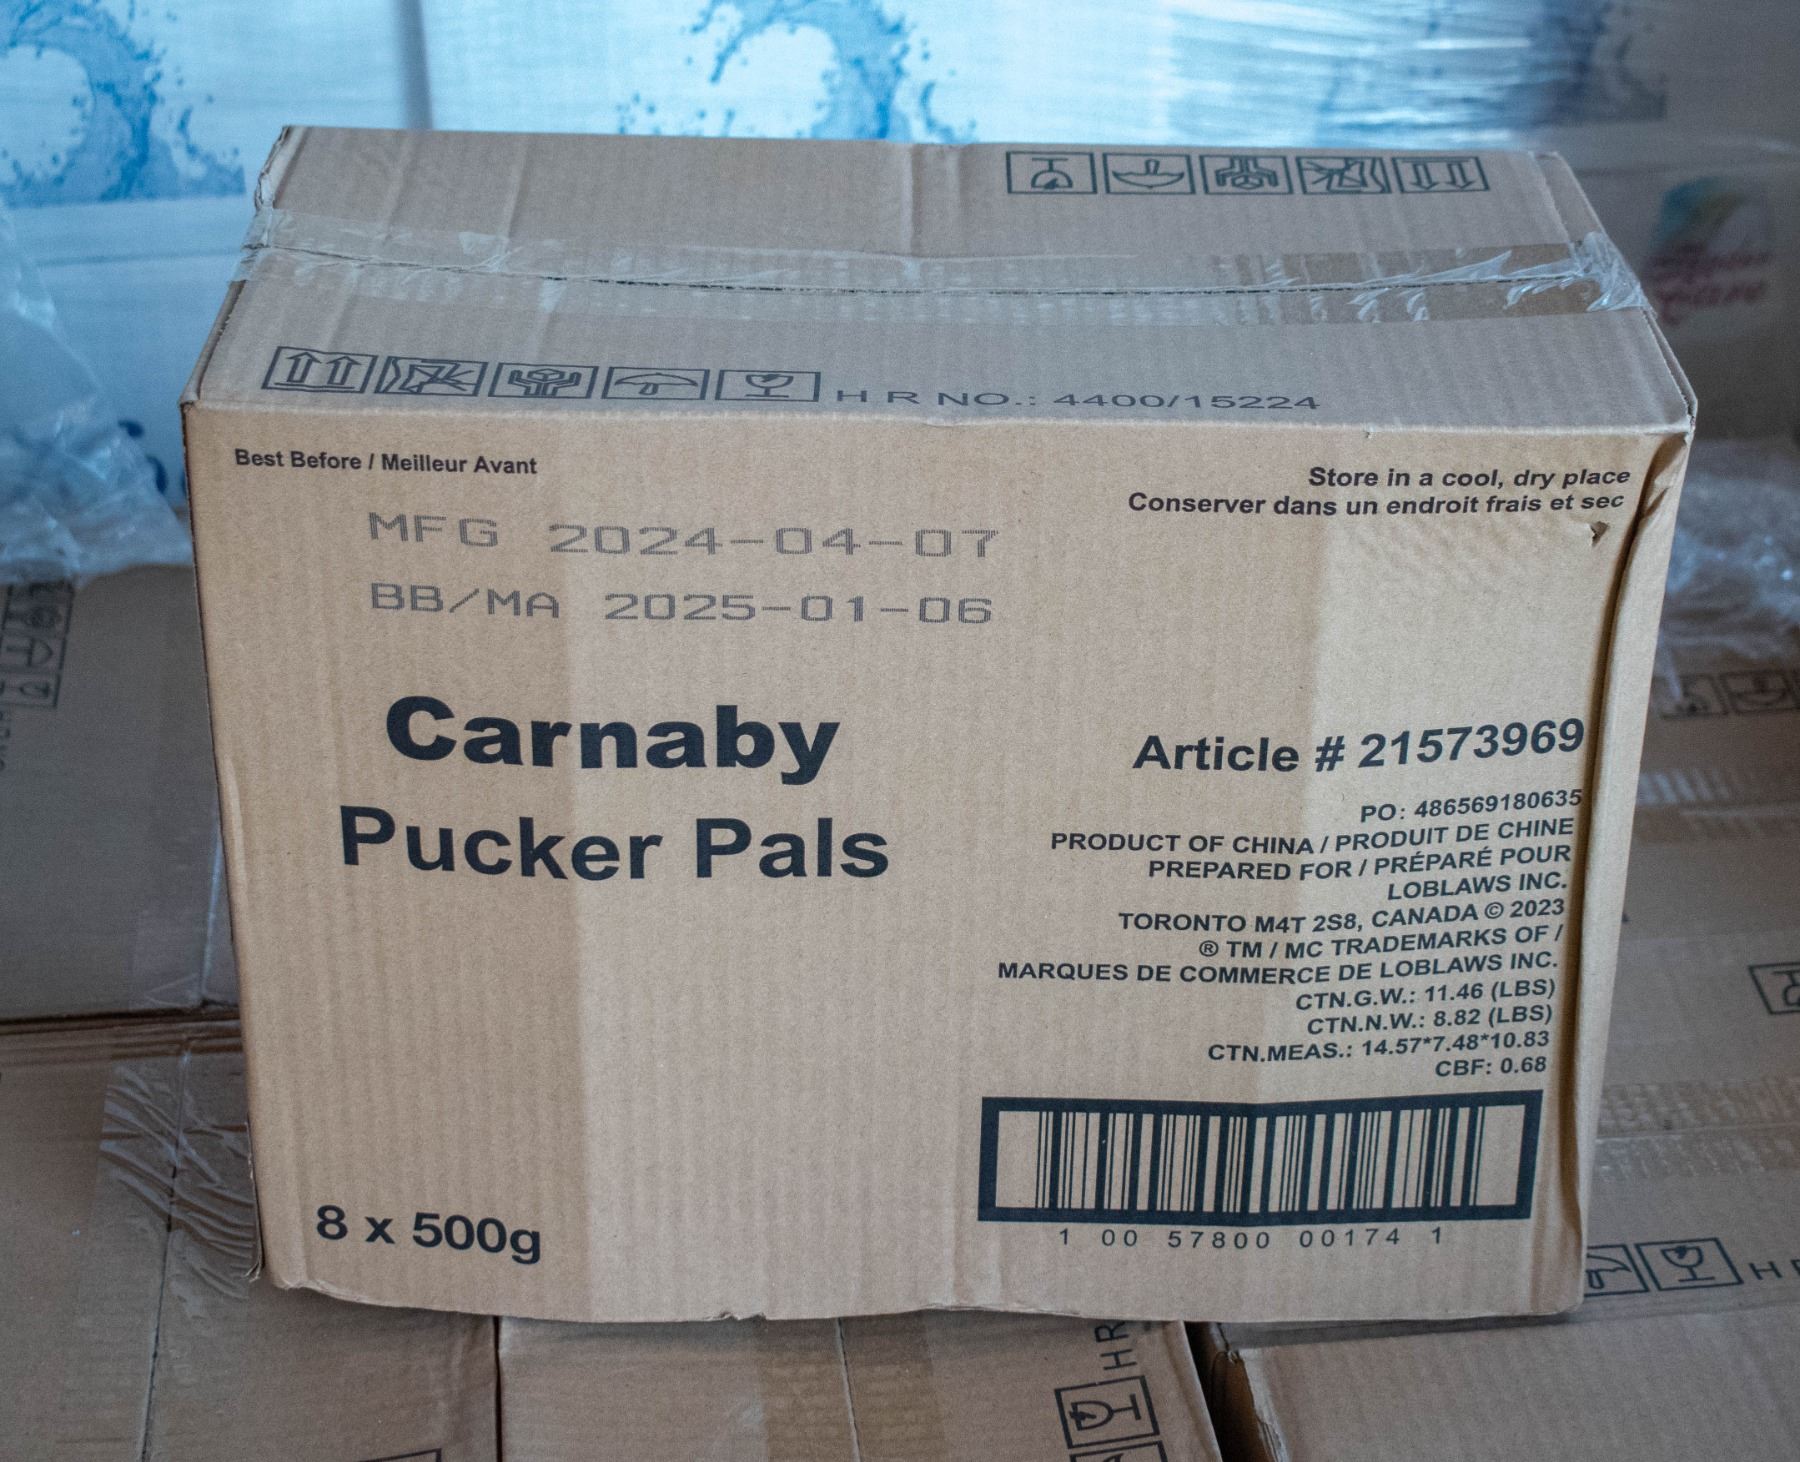 H R NO.: 4400/15224
Best Before / Meilleur Avant
Store in a cool, dry place
Conserver dans un endroit frais et sec
MFG 2024-04-07
BB/MA 2025-01-06
Carnaby
Pucker Pals
Article # 21573969
PO: 486569180635
PRODUCT OF CHINA / PRODUIT DE CHINE
PREPARED FOR / PRÉPARÉ POUR
LOBLAWS INC.
TORONTO M4T 2S8, CANADA © 2023
® TM / MC TRADEMARKS OF /
MARQUES DE COMMERCE DE LOBLAWS INC.
CTN.G.W.: 11.46 (LBS)
CTN.N.W.: 8.82 (LBS)
CTN.MEAS.: 14.57*7.48*10.83
CBF: 0.68
8 x 500g
1 00 57800 00174 1
HR